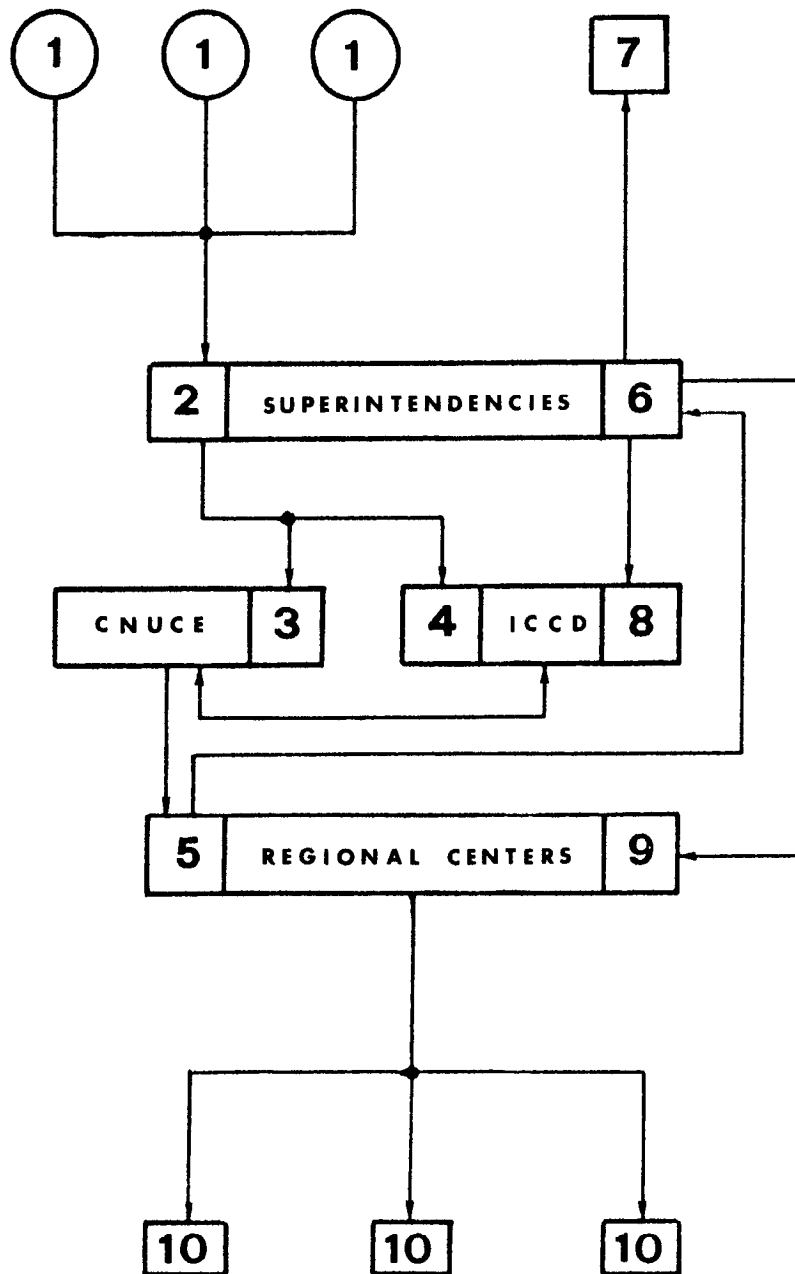 1 1 1 7
2 SUPERINTENDENCIES 6
CNUCE 3 4 ICCD 8
5 REGIONAL CENTERS 9
10 10 10